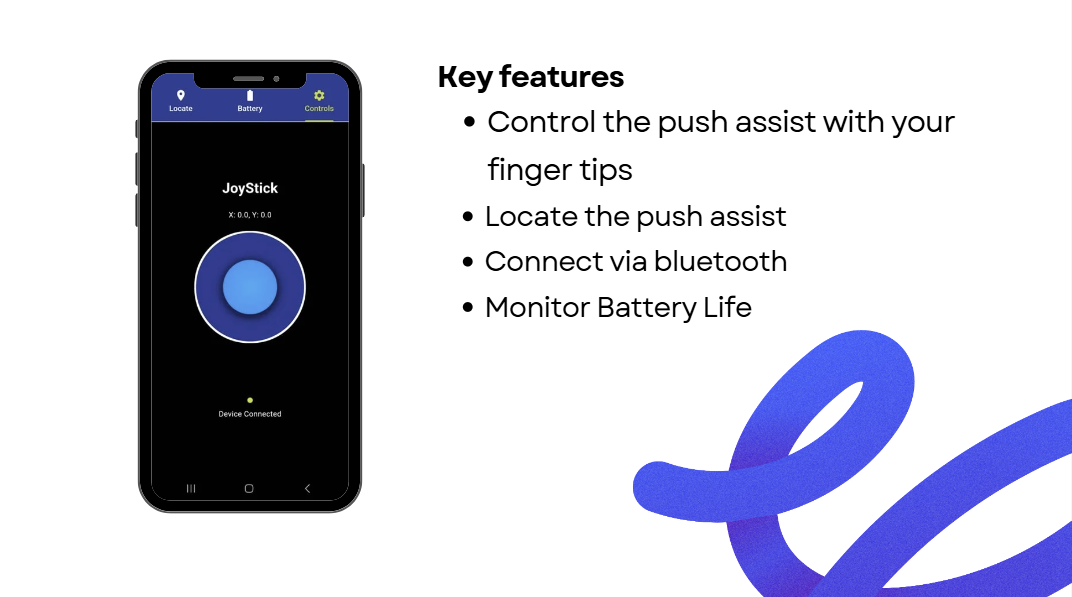 Locate
Battery
Controls
JoyStick
X: 0.0, Y: 0.0
Device Connected
Key features
• Control the push assist with your
finger tips
• Locate the push assist
• Connect via bluetooth
• Monitor Battery Life